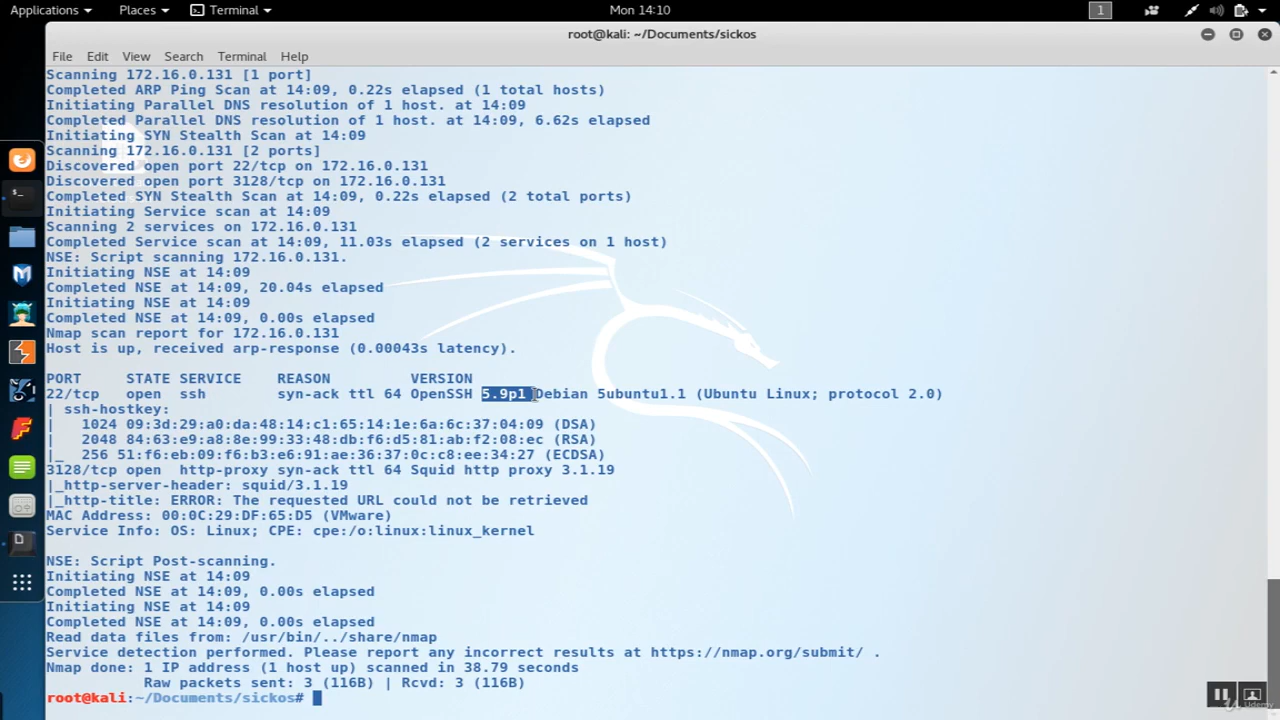 Applications Places Terminal Mon 14:10 1
root@kali: ~/Documents/sickos
File Edit View Search Terminal Help
Scanning 172.16.0.131 [1 port]
Completed ARP Ping Scan at 14:09, 0.22s elapsed (1 total hosts)
Initiating Parallel DNS resolution of 1 host. at 14:09
Completed Parallel DNS resolution of 1 host. at 14:09, 6.62s elapsed
Initiating SYN Stealth Scan at 14:09
Scanning 172.16.0.131 [2 ports]
Discovered open port 22/tcp on 172.16.0.131
Discovered open port 3128/tcp on 172.16.0.131
Completed SYN Stealth Scan at 14:09, 0.22s elapsed (2 total ports)
Initiating Service scan at 14:09
Scanning 2 services on 172.16.0.131
Completed Service scan at 14:09, 11.03s elapsed (2 services on 1 host)
NSE: Script scanning 172.16.0.131.
Initiating NSE at 14:09
Completed NSE at 14:09, 20.04s elapsed
Initiating NSE at 14:09
Completed NSE at 14:09, 0.00s elapsed
Nmap scan report for 172.16.0.131
Host is up, received arp-response (0.00043s latency).
PORT STATE SERVICE REASON VERSION
22/tcp open ssh syn-ack ttl 64 OpenSSH 5.9p1 Debian 5ubuntu1.1 (Ubuntu Linux; protocol 2.0)
| ssh-hostkey:
| 1024 09:3d:29:a0:da:48:14:c1:65:14:1e:6a:6c:37:04:09 (DSA)
| 2048 84:63:e9:a8:8e:99:33:48:db:f6:d5:81:ab:f2:08:ec (RSA)
|_ 256 51:f6:eb:09:f6:b3:e6:91:ae:36:37:0c:c8:ee:34:27 (ECDSA)
3128/tcp open http-proxy syn-ack ttl 64 Squid http proxy 3.1.19
|_http-server-header: squid/3.1.19
|_http-title: ERROR: The requested URL could not be retrieved
MAC Address: 00:0C:29:DF:65:D5 (VMware)
Service Info: OS: Linux; CPE: cpe:/o:linux:linux_kernel
NSE: Script Post-scanning.
Initiating NSE at 14:09
Completed NSE at 14:09, 0.00s elapsed
Initiating NSE at 14:09
Completed NSE at 14:09, 0.00s elapsed
Read data files from: /usr/bin/../share/nmap
Service detection performed. Please report any incorrect results at https://nmap.org/submit/ .
Nmap done: 1 IP address (1 host up) scanned in 38.79 seconds
Raw packets sent: 3 (116B) | Rcvd: 3 (116B)
root@kali:~/Documents/sickos#
Udemy